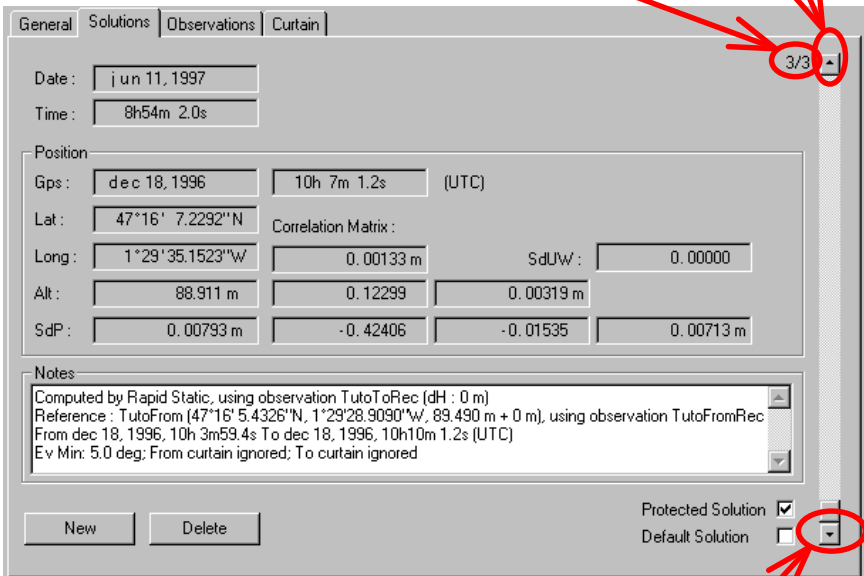 General Solutions Observations Curtain
3/3
Date : jun 11, 1997
Time : 8h54m 2.0s
Position
Gps : dec 18, 1996 10h 7m 1.2s (UTC)
Lat : 47°16' 7.2292"N Correlation Matrix :
Long : 1°29'35.1523"W 0.00133 m SdUW : 0.00000
Alt : 88.911 m 0.12299 0.00319 m
SdP : 0.00793 m -0.42406 -0.01535 0.00713 m
Notes
Computed by Rapid Static, using observation TutoToRec (dH : 0 m)
Reference : TutoFrom (47°16' 5.4326"N, 1°29'28.9090"W, 89.490 m + 0 m), using observation TutoFromRec
From dec 18, 1996, 10h 3m59.4s To dec 18, 1996, 10h10m 1.2s (UTC)
Ev Min: 5.0 deg; From curtain ignored; To curtain ignored
Protected Solution
New Delete Default Solution